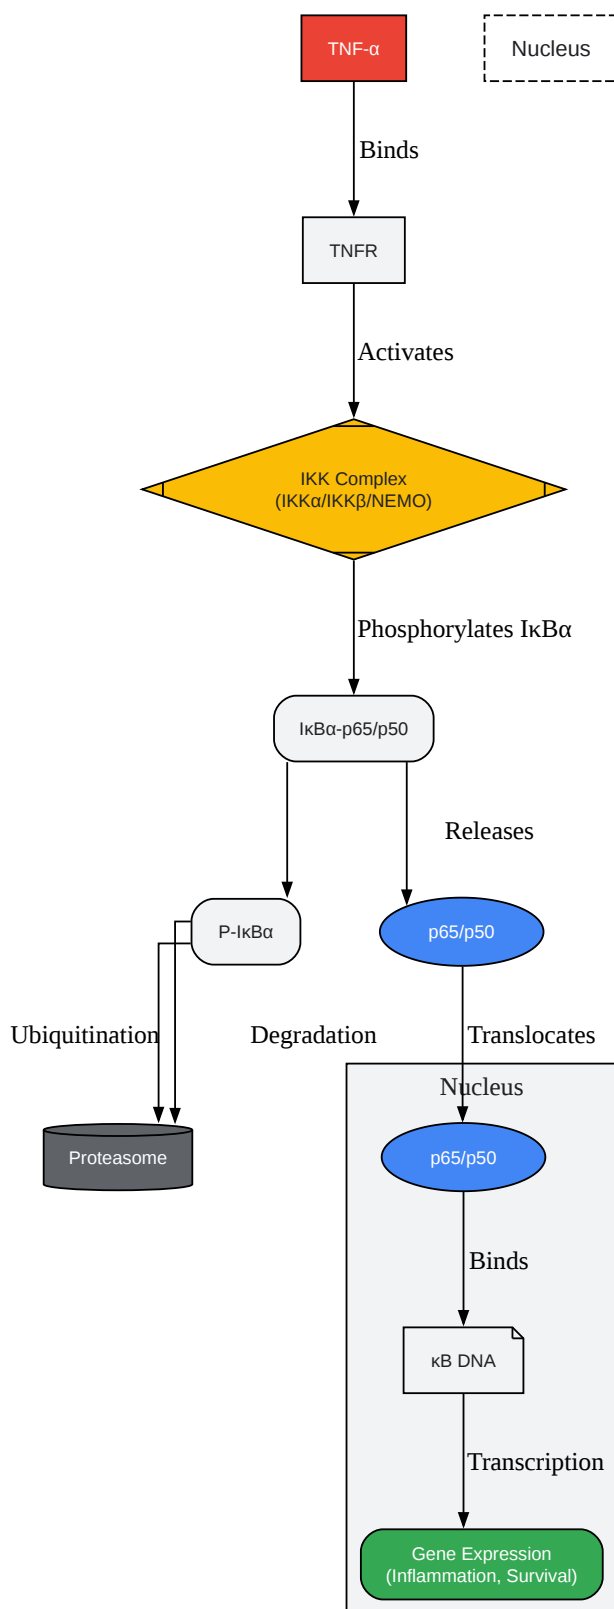 TNF-α
Nucleus
Binds
TNFR
Activates
IKK Complex
(IKKα/IKKβ/NEMO)
Phosphorylates IκBα
IκBα-p65/p50
Releases
P-IκBα
p65/p50
Ubiquitination
Degradation
Translocates
Nucleus
Proteasome
p65/p50
Binds
κB DNA
Transcription
Gene Expression
(Inflammation, Survival)